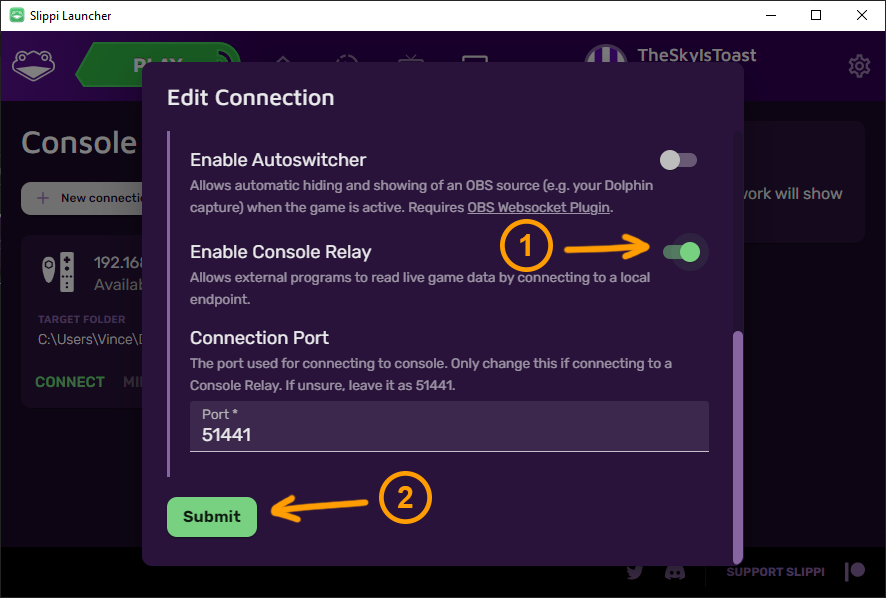 Slippi Launcher
PLAY
TheSkyIsToast
Edit Connection
Console
Enable Autoswitcher
Allows automatic hiding and showing of an OBS source (e.g. your Dolphin
capture) when the game is active. Requires OBS Websocket Plugin.
New connectio
work will show
1
Enable Console Relay
Allows external programs to read live game data by connecting to a local
endpoint.
192.168
Availab
TARGET FOLDER
C:\Users\Vince\D
CONNECT
MI
Connection Port
The port used for connecting to console. Only change this if connecting to a
Console Relay. If unsure, leave it as 51441.
Port *
51441
2
Submit
SUPPORT SLIPPI